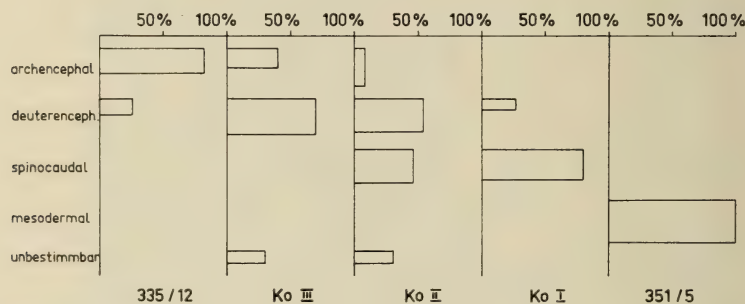 50% 100% 50% 100% 50% 100% 50% 100% 50% 100%
archencephal
deuterenceph.
spinocaudal
mesodermal
unbestimmbar
335/12 Ko III Ko II Ko I 351/5